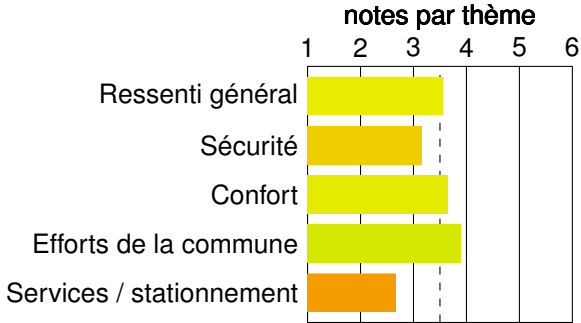 notes par thème
1 2 3 4 5 6
Ressenti général
Sécurité
Confort
Efforts de la commune
Services / stationnement